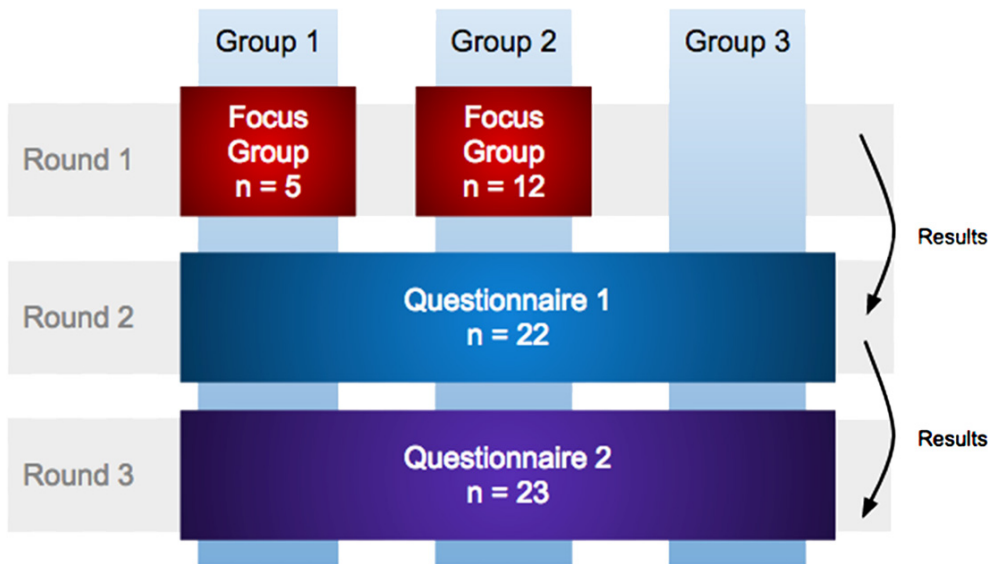 Group 1
Group 2
Group 3
Round 1
Focus
Group
n = 5
Focus
Group
n = 12
Results
Round 2
Questionnaire 1
n = 22
Results
Round 3
Questionnaire 2
n = 23